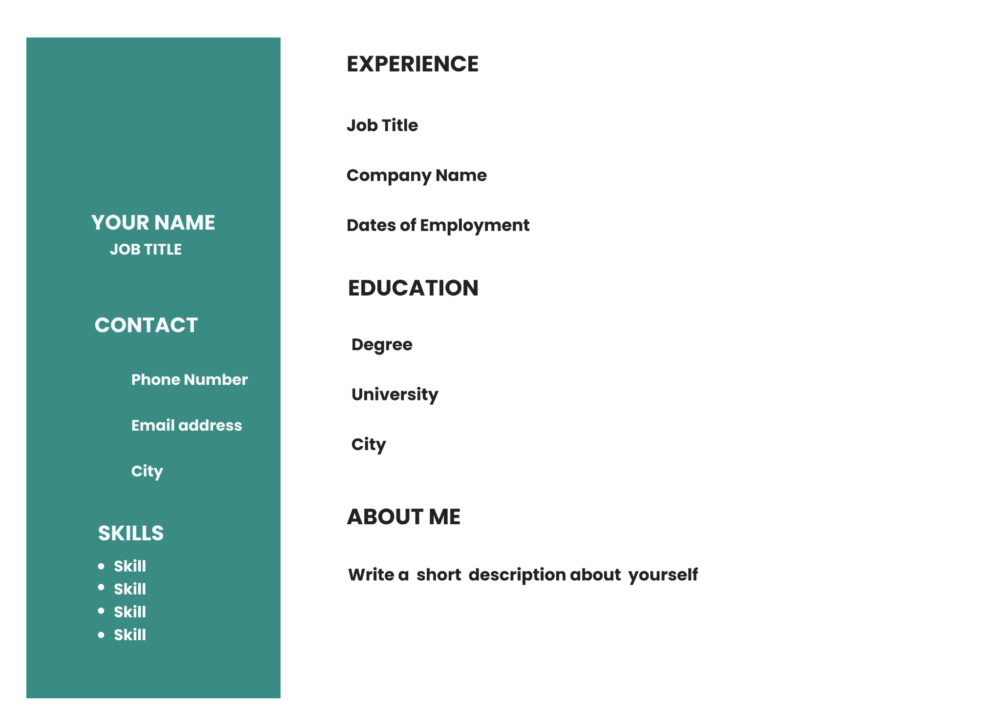 YOUR NAME
JOB TITLE
CONTACT
Phone Number
Email address
City
SKILLS
• Skill
• Skill
• Skill
• Skill
EXPERIENCE
Job Title
Company Name
Dates of Employment
EDUCATION
Degree
University
City
ABOUT ME
Write a short description about yourself